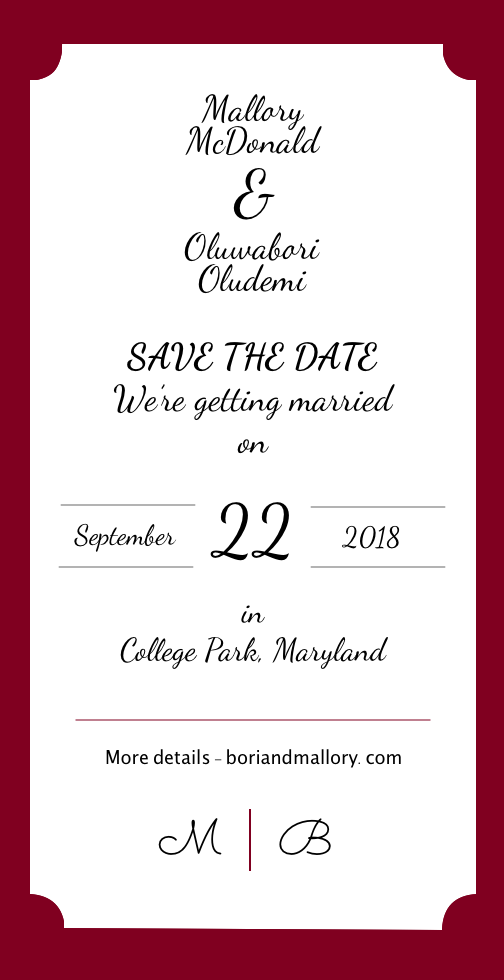 Mallory
McDonald
&
Oluwabori
Oludemi
SAVE THE DATE
We're getting married
on
September 22 2018
in
College Park, Maryland
More details - boriandmallory. com
M B